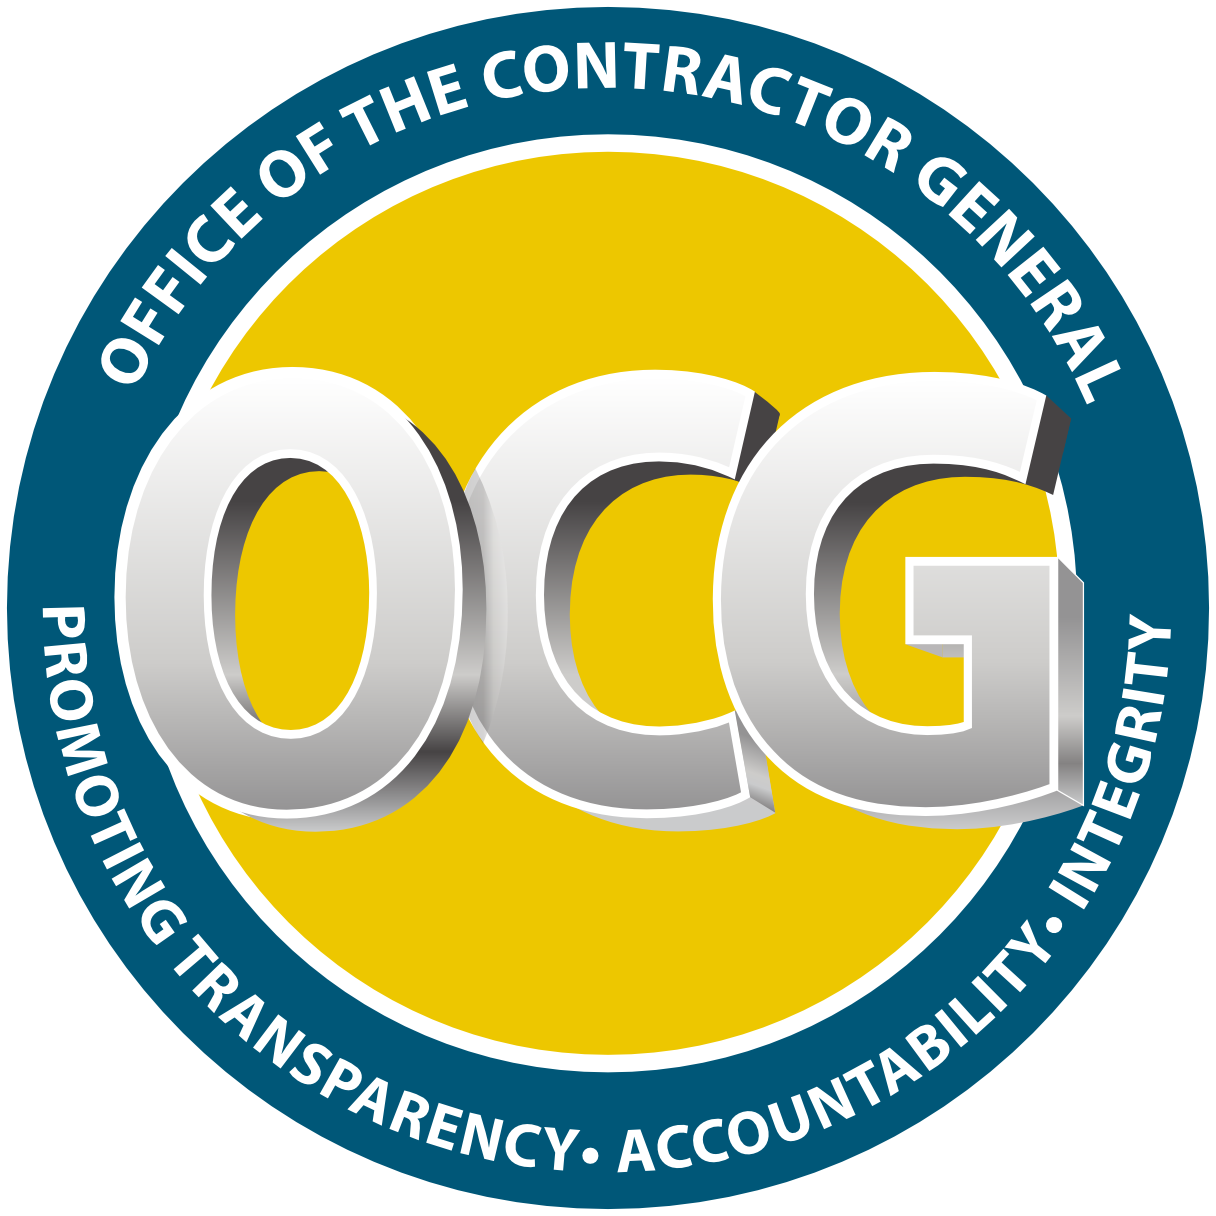 OFFICE OF THE CONTRACTOR GENERAL
OCG
PROMOTING TRANSPARENCY• ACCOUNTABILITY• INTEGRITY